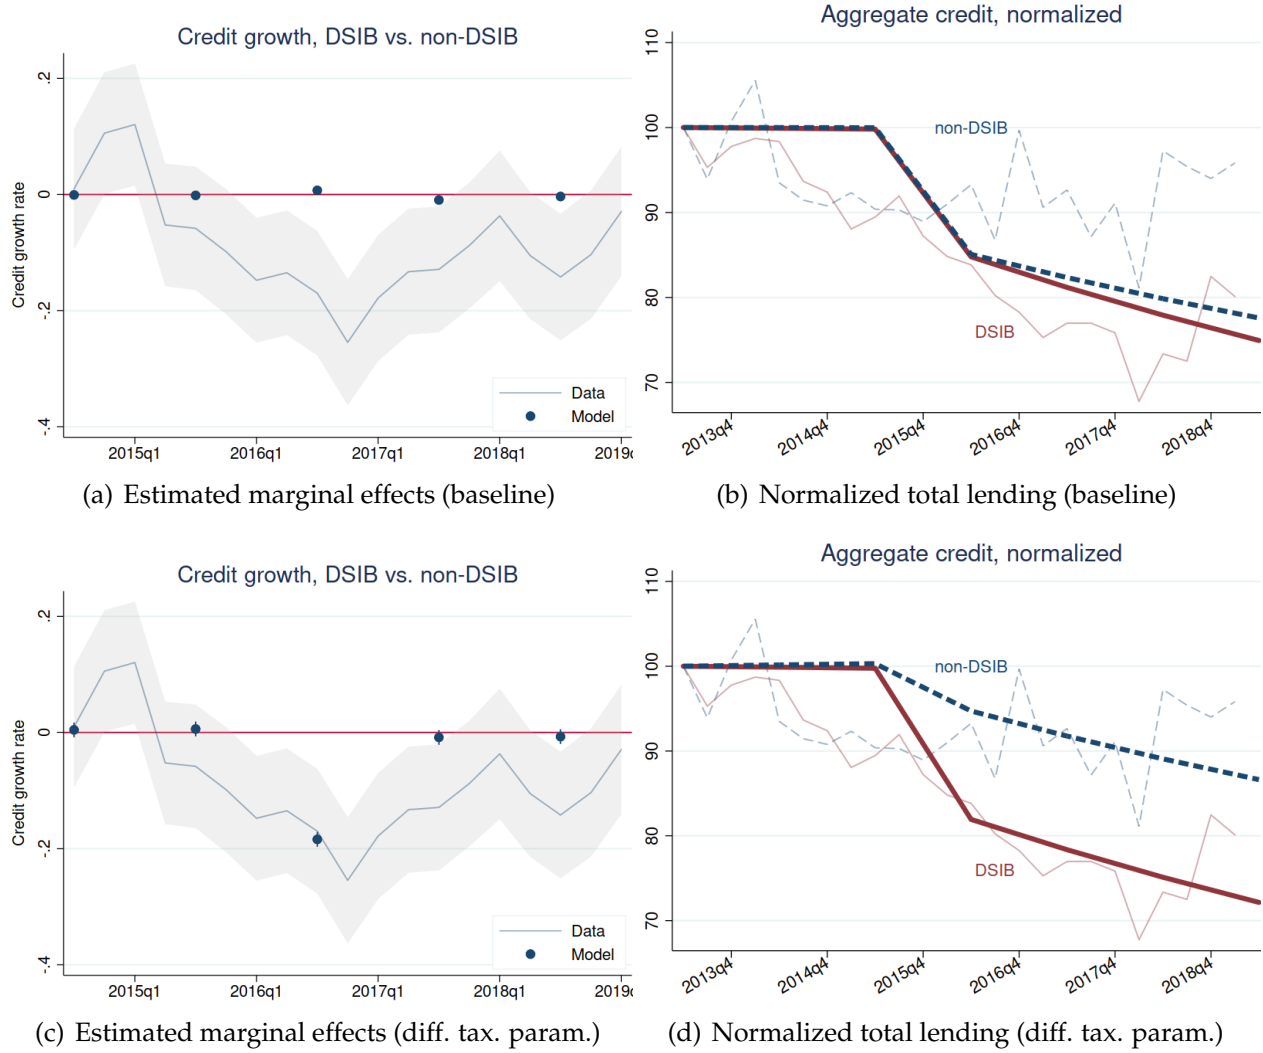 Credit growth, DSIB vs. non-DSIB
Credit growth rate
.2
0
-.2
-.4
2015q1 2016q1 2017q1 2018q1
Data
Model
(a) Estimated marginal effects (baseline)
Aggregate credit, normalized
110
100
90
80
70
non-DSIB
DSIB
2013q4 2014q4 2015q4 2016q4 2017q4 2018q4
(b) Normalized total lending (baseline)
Credit growth, DSIB vs. non-DSIB
Credit growth rate
.2
0
-.2
-.4
2015q1 2016q1 2017q1 2018q1
Data
Model
(c) Estimated marginal effects (diff. tax. param.)
Aggregate credit, normalized
110
100
90
80
70
non-DSIB
DSIB
2013q4 2014q4 2015q4 2016q4 2017q4 2018q4
(d) Normalized total lending (diff. tax. param.)